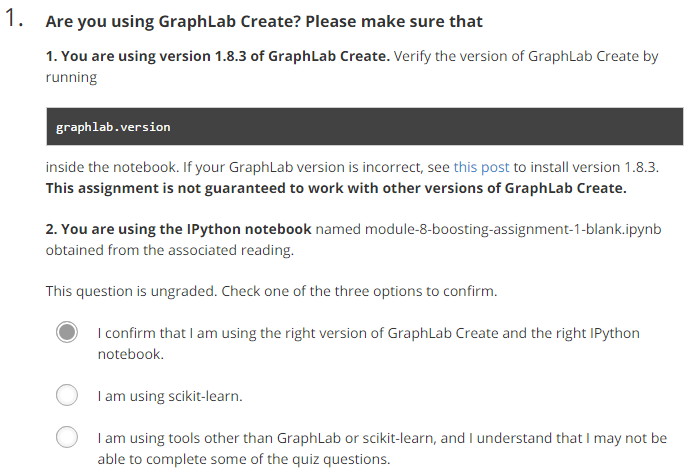 1. Are you using GraphLab Create? Please make sure that
1. You are using version 1.8.3 of GraphLab Create. Verify the version of GraphLab Create by
running
graphlab.version
inside the notebook. If your GraphLab version is incorrect, see this post to install version 1.8.3.
This assignment is not guaranteed to work with other versions of GraphLab Create.
2. You are using the IPython notebook named module-8-boosting-assignment-1-blank.ipynb
obtained from the associated reading.
This question is ungraded. Check one of the three options to confirm.
I confirm that I am using the right version of GraphLab Create and the right IPython
notebook.
I am using scikit-learn.
I am using tools other than GraphLab or scikit-learn, and I understand that I may not be
able to complete some of the quiz questions.